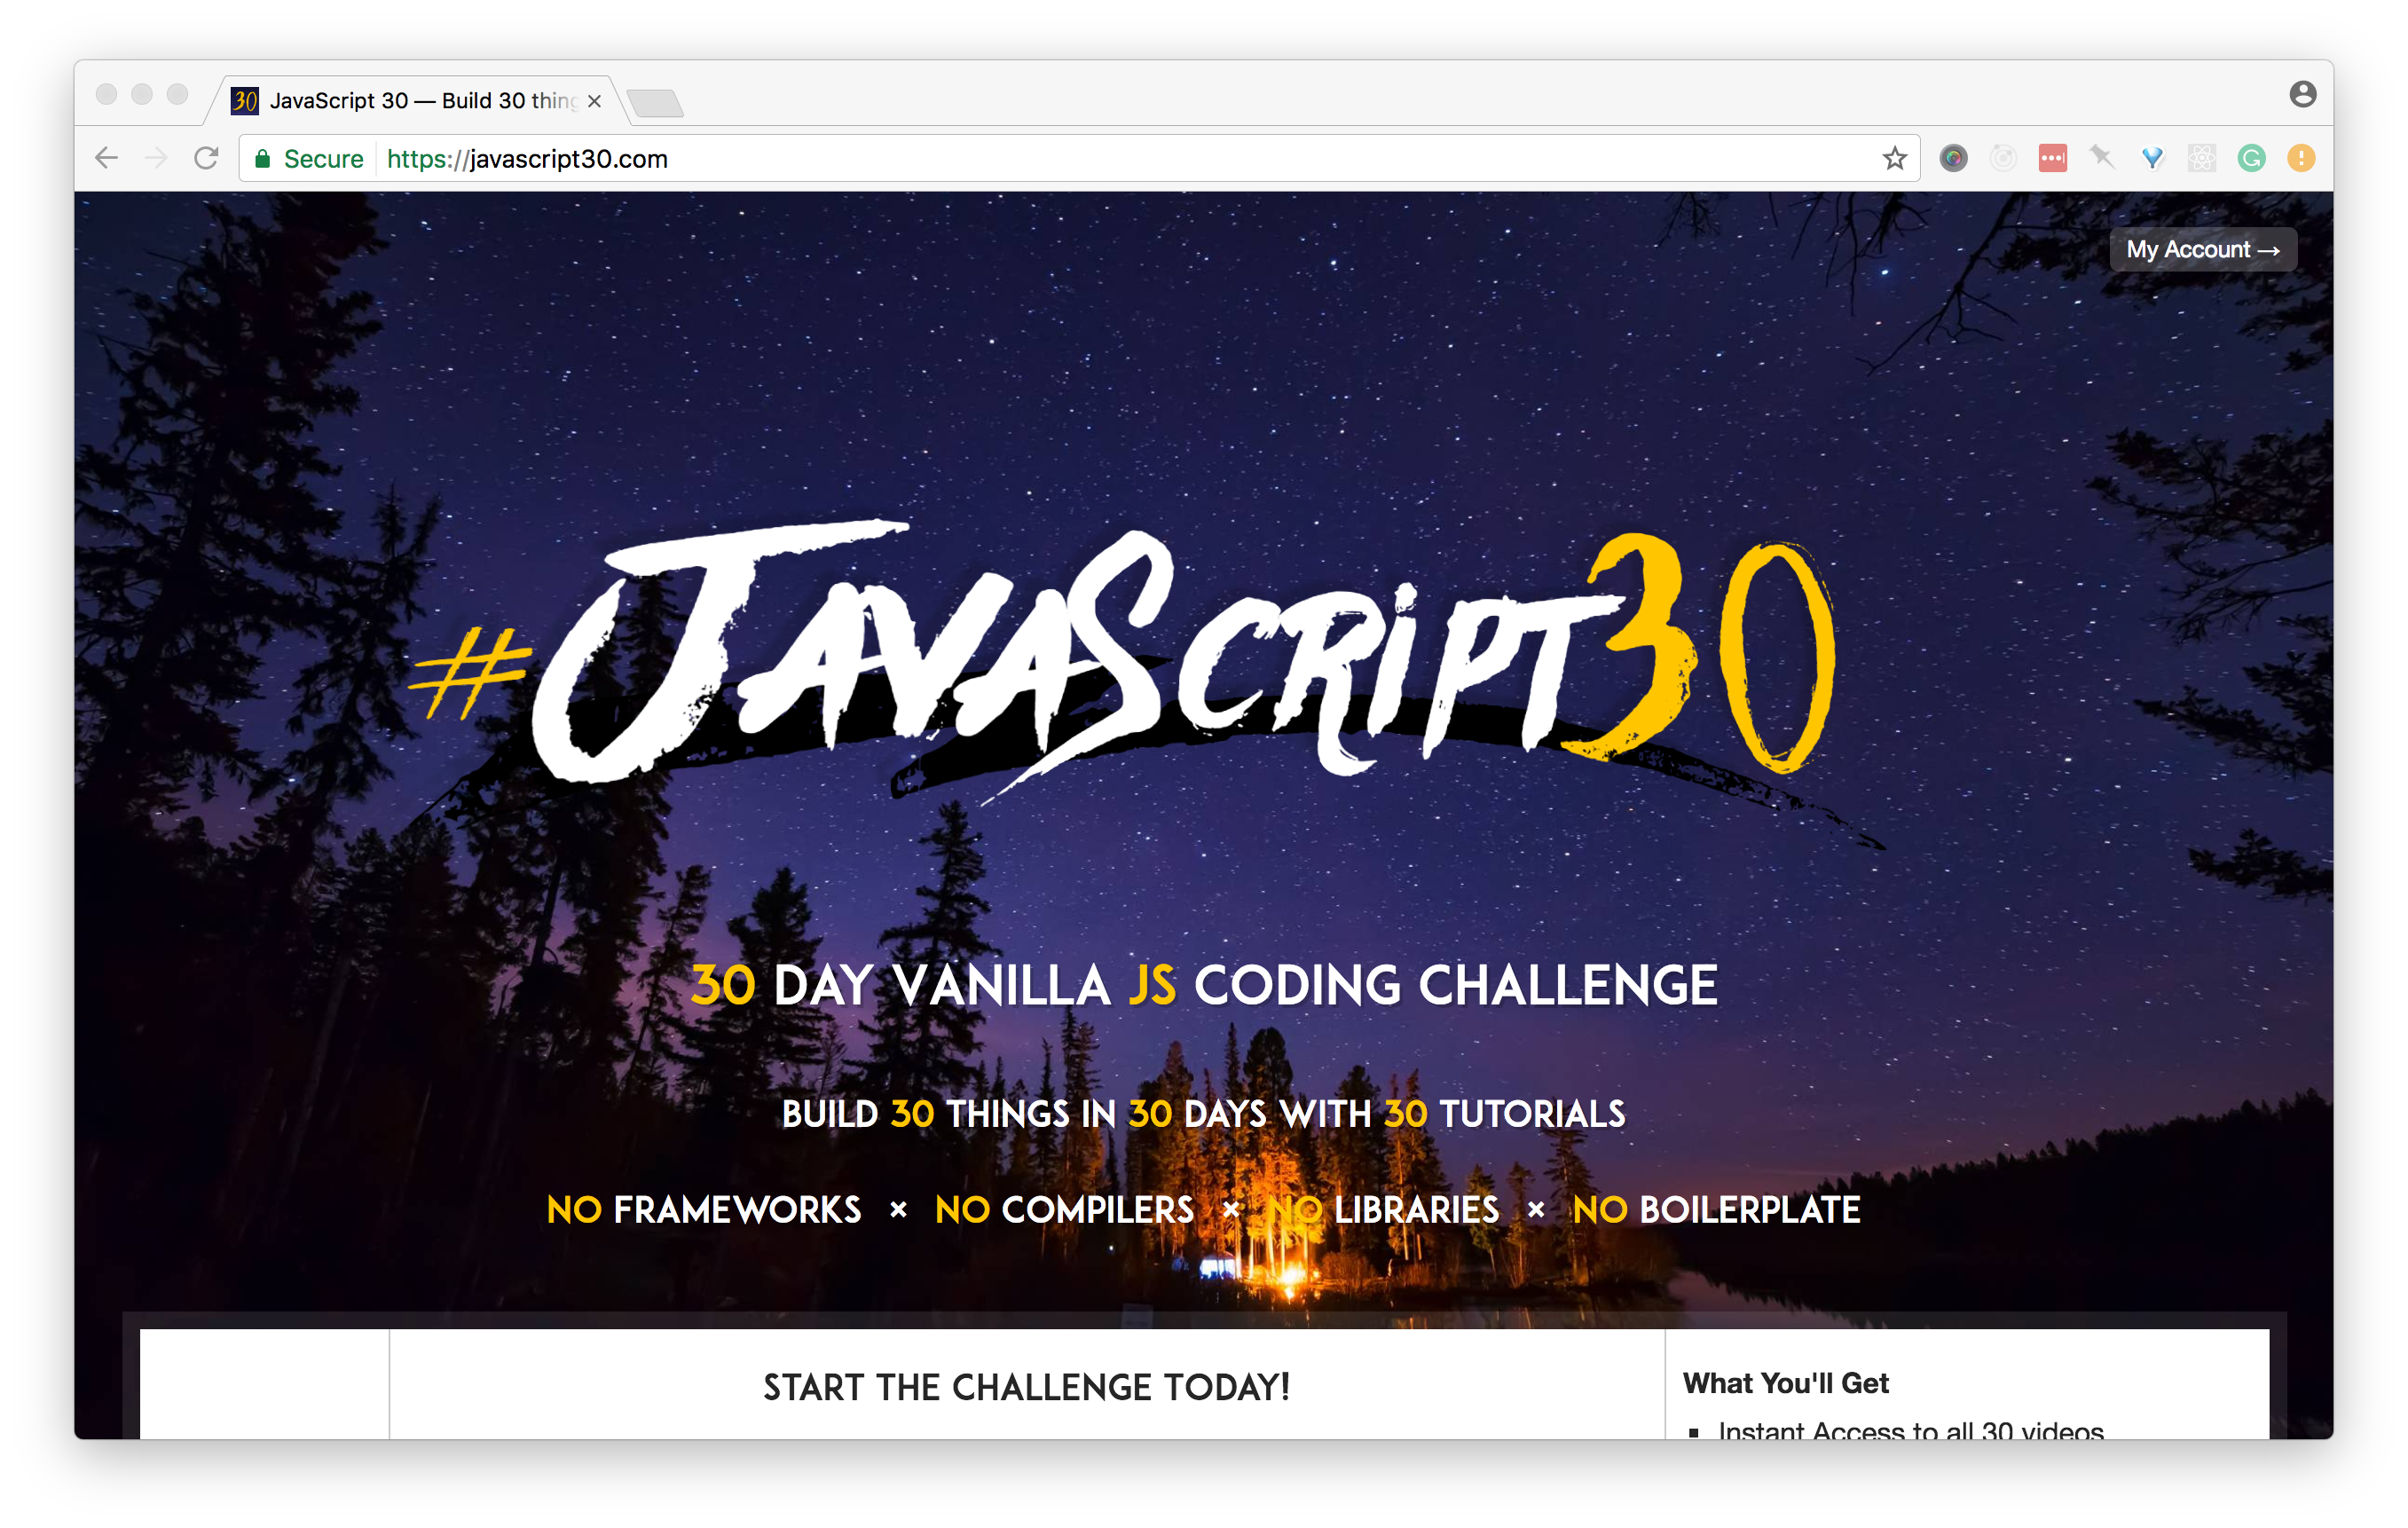 30 JavaScript 30 — Build 30 thing
Secure https://javascript30.com
My Account →
#JavaScript30
30 DAY VANILLA JS CODING CHALLENGE
BUILD 30 THINGS IN 30 DAYS WITH 30 TUTORIALS
NO FRAMEWORKS × NO COMPILERS × NO LIBRARIES × NO BOILERPLATE
START THE CHALLENGE TODAY!
What You'll Get
▪ Instant Access to all 30 videos